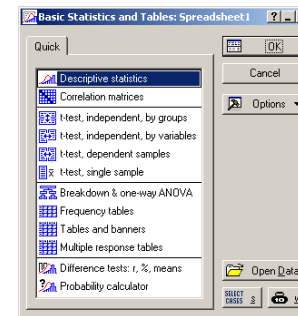 Basic Statistics and Tables: Spreadsheet1
Quick
OK
Cancel
Options
Descriptive statistics
Correlation matrices
t-test, independent, by groups
t-test, independent, by variables
t-test, dependent samples
t-test, single sample
Breakdown & one-way ANOVA
Frequency tables
Tables and banners
Multiple response tables
Difference tests: r, %, means
Probability calculator
Open Data
SELECT CASES S